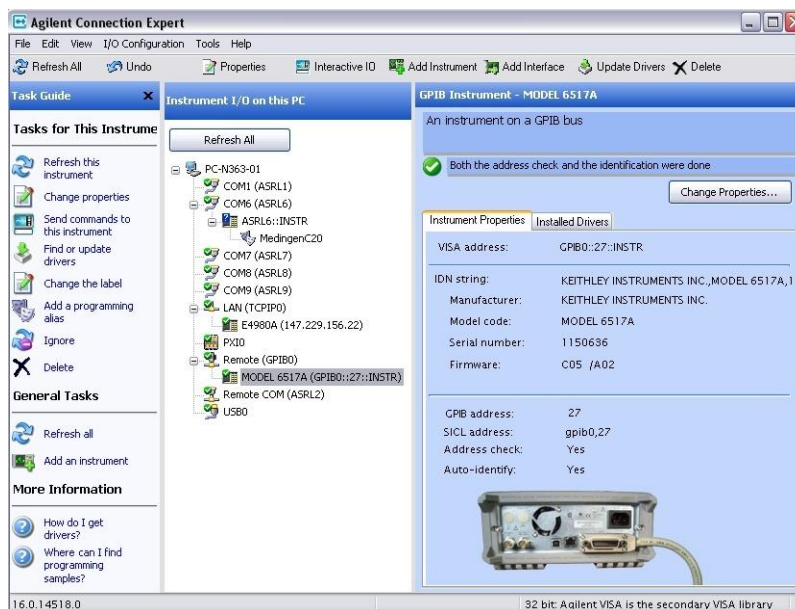 Agilent Connection Expert
File Edit View I/O Configuration Tools Help
Refresh All Undo Properties Interactive IO Add Instrument Add Interface Update Drivers Delete
Task Guide
Tasks for This Instrume
Refresh this
instrument
Change properties
Send commands to
this instrument
Find or update
drivers
Change the label
Add a programming
alias
Ignore
Delete
General Tasks
Refresh all
Add an instrument
More Information
How do I get
drivers?
Where can I find
programming
samples?
Instrument I/O on this PC
Refresh All
PC-N363-01
COM1 (ASRL1)
COM6 (ASRL6)
ASRL6::INSTR
MedingenC20
COM7 (ASRL7)
COM8 (ASRL8)
COM9 (ASRL9)
LAN (TCPIP0)
E4980A (147.229.156.22)
PXI0
Remote (GPIB0)
MODEL 6517A (GPIB0::27::INSTR)
Remote COM (ASRL2)
USB0
GPIB Instrument - MODEL 6517A
An instrument on a GPIB bus
Both the address check and the identification were done
Change Properties...
Instrument Properties Installed Drivers
VISA address: GPIB0::27::INSTR
IDN string: KEITHLEY INSTRUMENTS INC.,MODEL 6517A,1
Manufacturer: KEITHLEY INSTRUMENTS INC.
Model code: MODEL 6517A
Serial number: 1150636
Firmware: C05 /A02
GPIB address: 27
SICL address: gpib0,27
Address check: Yes
Auto-identify: Yes
16.0.14518.0 32 bit: Agilent VISA is the secondary VISA library